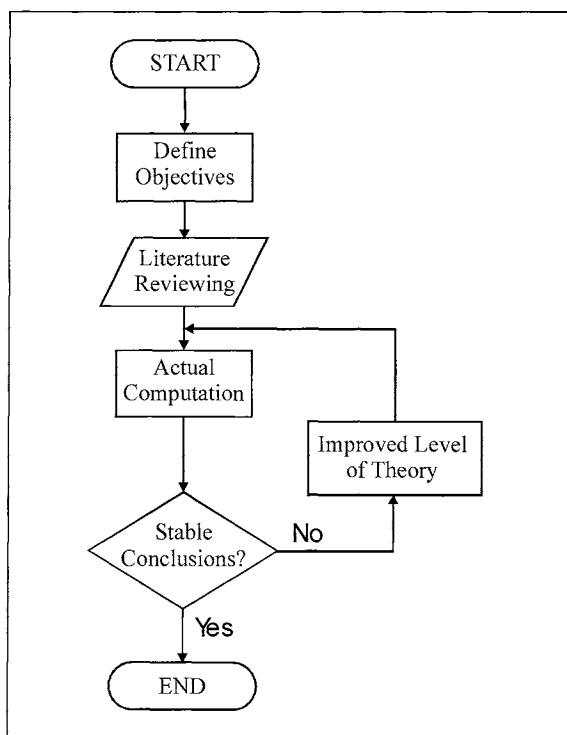 START
Define
Objectives
Literature
Reviewing
Actual
Computation
Improved Level
of Theory
Stable
Conclusions?
No
Yes
END